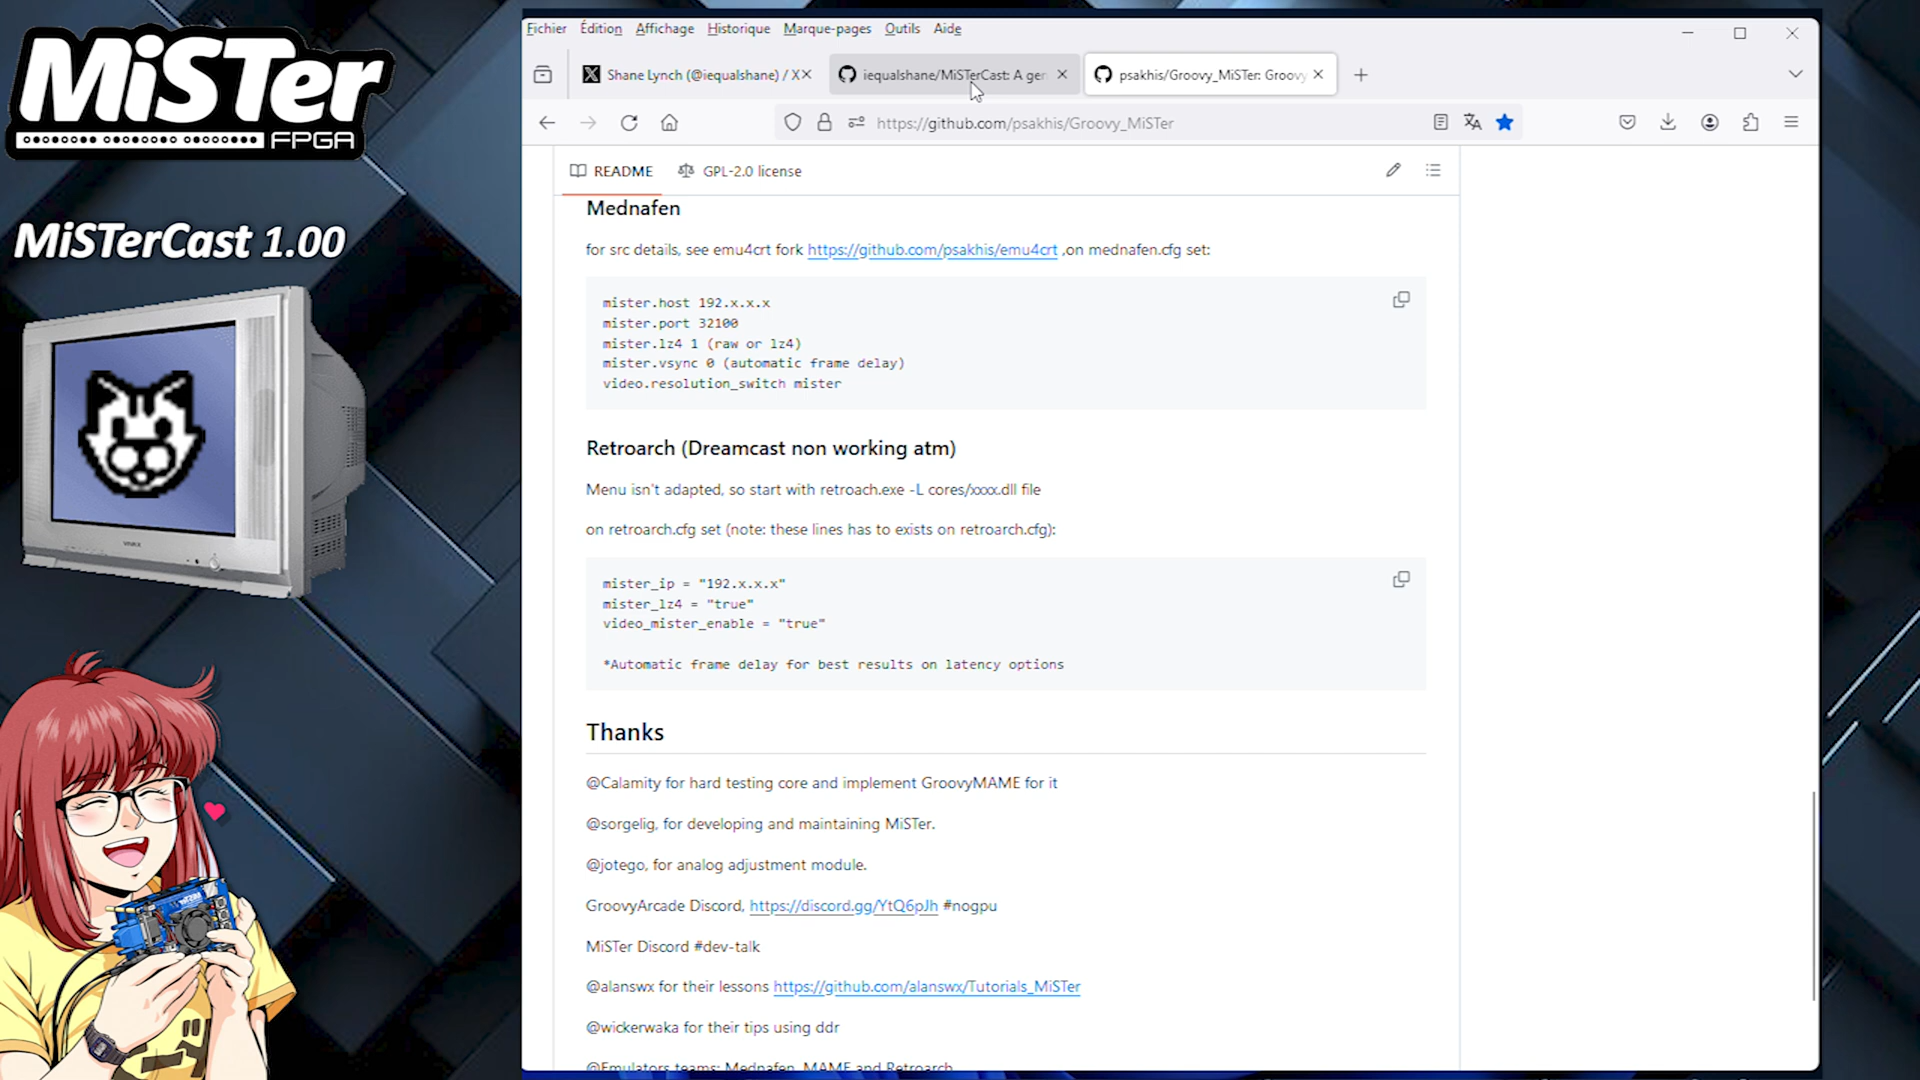 MiSTer
FPGA
MiSTerCast 1.00
Fichier Édition Affichage Historique Marque-pages Outils Aide
Shane Lynch (@iequalshane) / X
iequalshane/MiSTerCast: A ger
psakhis/Groovy_MiSTer: Groovy
https://github.com/psakhis/Groovy_MiSTer
README GPL-2.0 license
Mednafen
for src details, see emu4crt fork https://github.com/psakhis/emu4crt ,on mednafen.cfg set:
mister.host 192.x.x.x
mister.port 32100
mister.lz4 1 (raw or lz4)
mister.vsync 0 (automatic frame delay)
video.resolution_switch mister
Retroarch (Dreamcast non working atm)
Menu isn't adapted, so start with retroach.exe -L cores/xxxx.dll file
on retroarch.cfg set (note: these lines has to exists on retroarch.cfg):
mister_ip = "192.x.x.x"
mister_lz4 = "true"
video_mister_enable = "true"
*Automatic frame delay for best results on latency options
Thanks
@Calamity for hard testing core and implement GroovyMAME for it
@sorgelig, for developing and maintaining MiSTer.
@jotego, for analog adjustment module.
GroovyArcade Discord, https://discord.gg/YtQ6pJh #nogpu
MiSTer Discord #dev-talk
@alanswx for their lessons https://github.com/alanswx/Tutorials_MiSTer
@wickerwaka for their tips using ddr
@Emulators teams: Mednafen, MAME and Retroarch